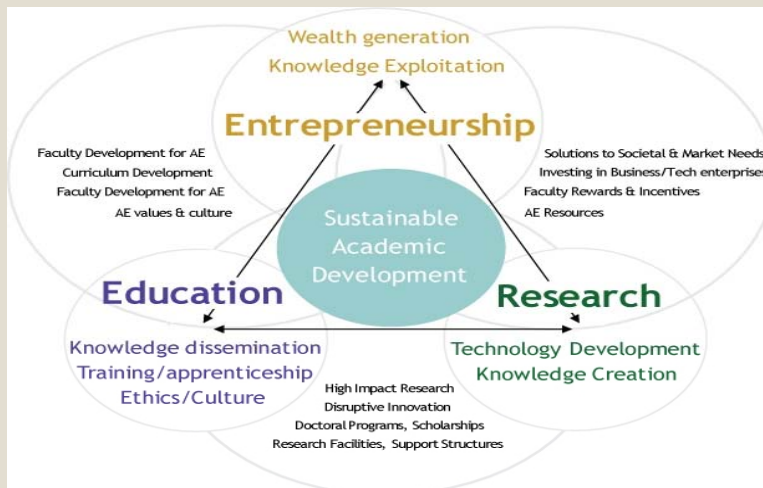 Wealth generation
Knowledge Exploitation
Entrepreneurship
Faculty Development for AE
Curriculum Development
Faculty Development for AE
AE values & culture
Solutions to Societal & Market Needs
Investing in Business/Tech enterprises
Faculty Rewards & Incentives
AE Resources
Sustainable
Academic
Development
Education
Knowledge dissemination
Training/apprenticeship
Ethics/Culture
Research
Technology Development
Knowledge Creation
High Impact Research
Disruptive Innovation
Doctoral Programs, Scholarships
Research Facilities, Support Structures